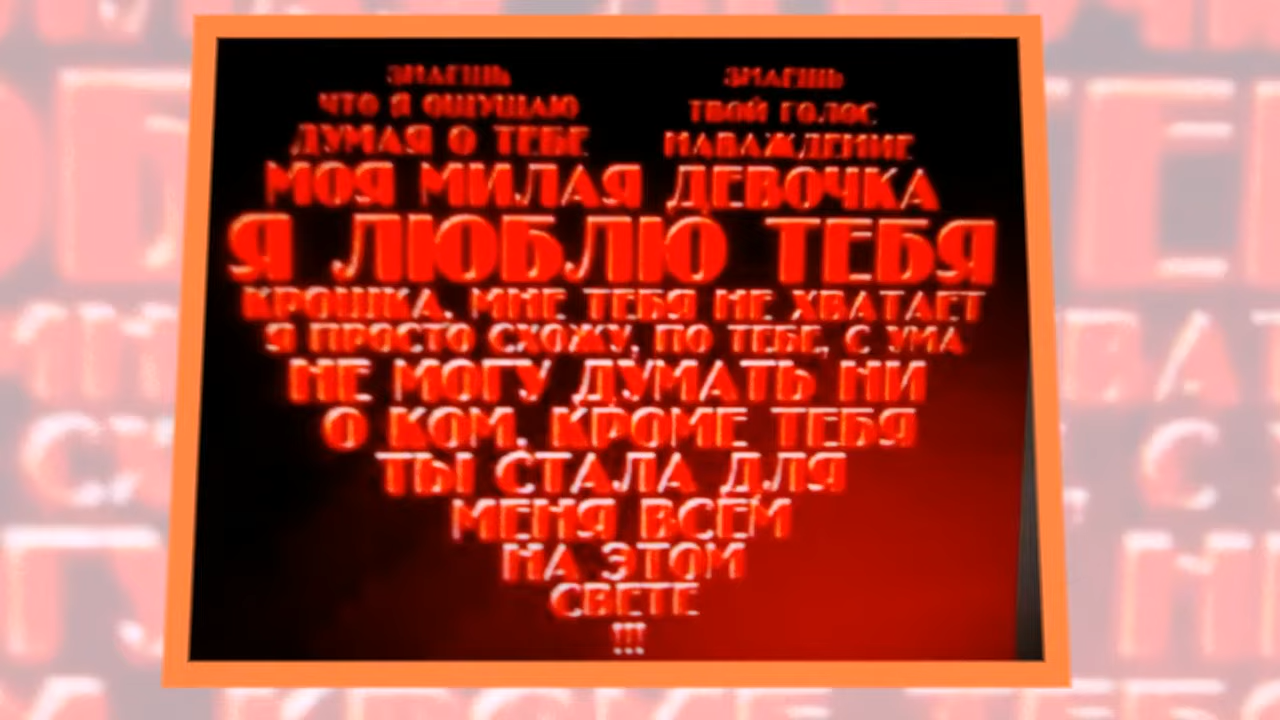 ЗНАЕШЬ
ЧТО Я ОЩУЩАЮ
ДУМАЯ О ТЕБЕ
ЗНАЕШЬ
ТВОЙ ГОЛОС
НАВАЖДЕНИЕ
МОЯ МИЛАЯ ДЕВОЧКА
Я ЛЮБЛЮ ТЕБЯ
КРОШКА, МНЕ ТЕБЯ НЕ ХВАТАЕТ
Я ПРОСТО СХОЖУ, ПО ТЕБЕ, С УМА
НЕ МОГУ ДУМАТЬ НИ
О КОМ, КРОМЕ ТЕБЯ
ТЫ СТАЛА ДЛЯ
МЕНЯ ВСЕМ
НА ЭТОМ
СВЕТЕ
!!!